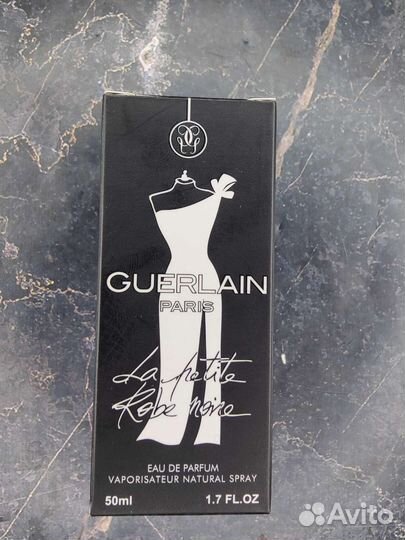 GUERLAIN
PARIS
La petite
Robe noire
EAU DE PARFUM
VAPORISATEUR NATURAL SPRAY
50ml 1.7 FL.OZ
Avito